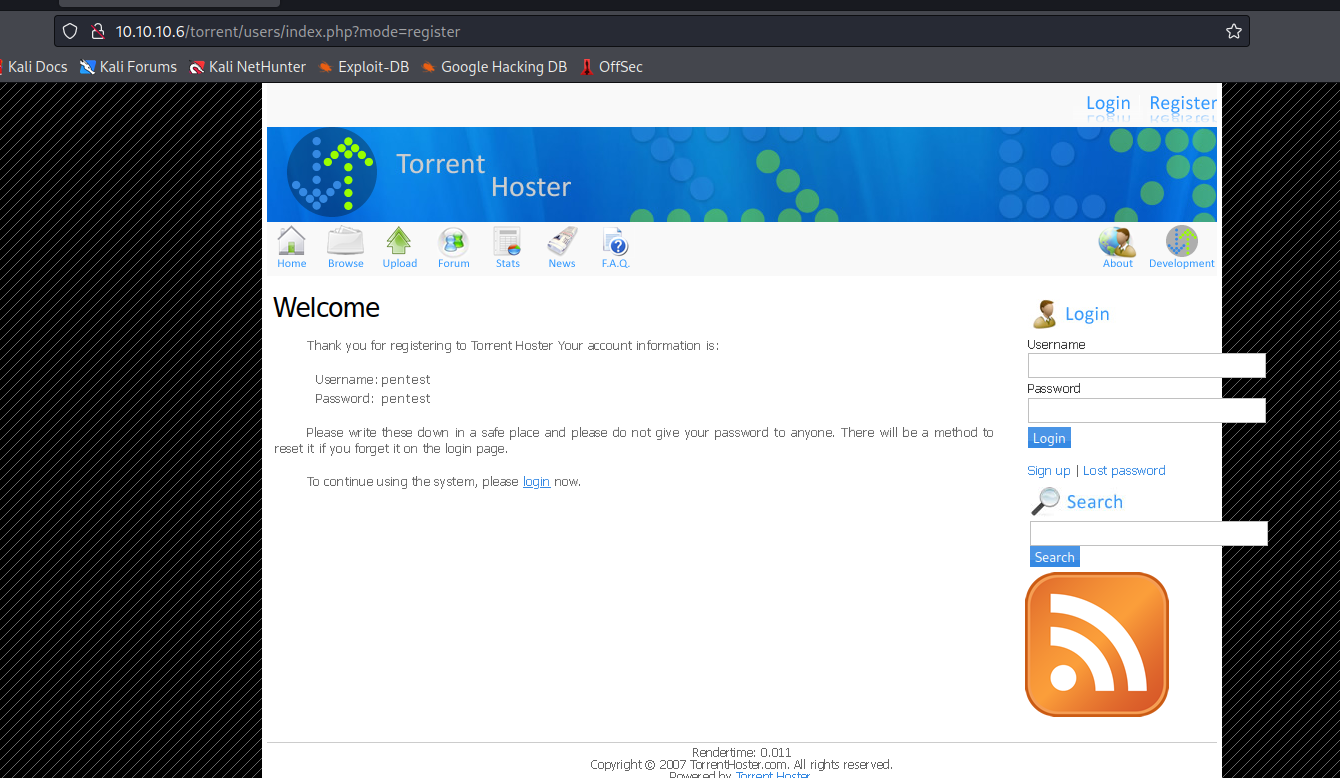 10.10.10.6/torrent/users/index.php?mode=register
Kali Docs Kali Forums Kali NetHunter Exploit-DB Google Hacking DB OffSec
Login Register
Torrent
Hoster
Home Browse Upload Forum Stats News F.A.Q. About Development
Welcome
Thank you for registering to Torrent Hoster Your account information is:
Username: pentest
Password: pentest
Please write these down in a safe place and please do not give your password to anyone. There will be a method to
reset it if you forget it on the login page.
To continue using the system, please login now.
Login
Username
Password
Login
Sign up | Lost password
Search
Search
Rendertime: 0.011
Copyright © 2007 TorrentHoster.com. All rights reserved.
Powered by Torrent Hoster